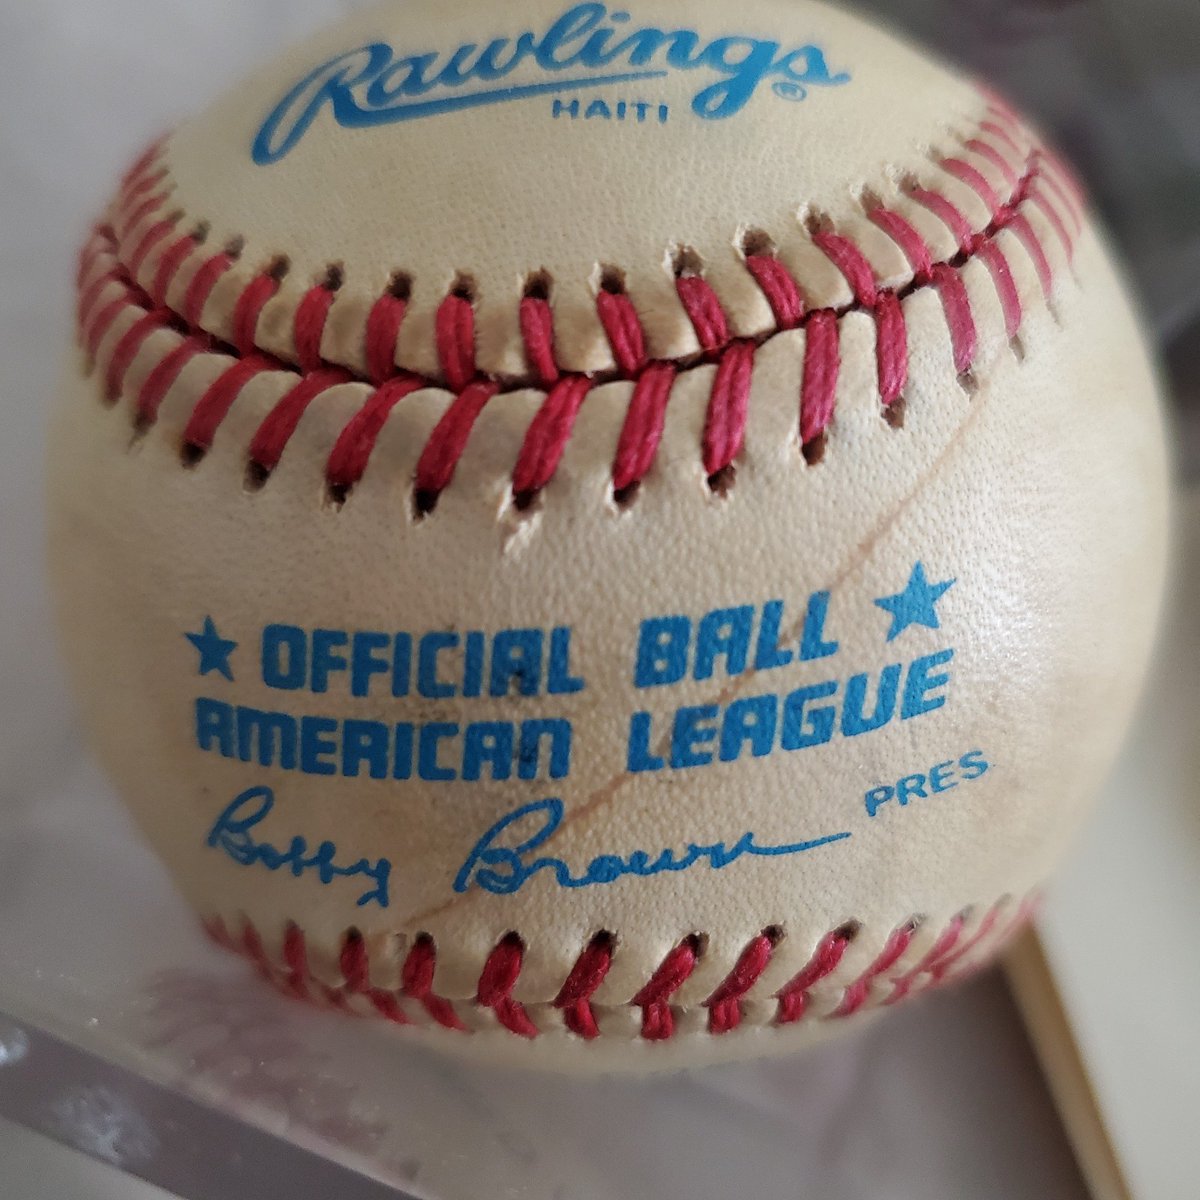 Rawlings®
HAITI
★ OFFICIAL BALL ★
AMERICAN LEAGUE
Bobby Brown PRES.